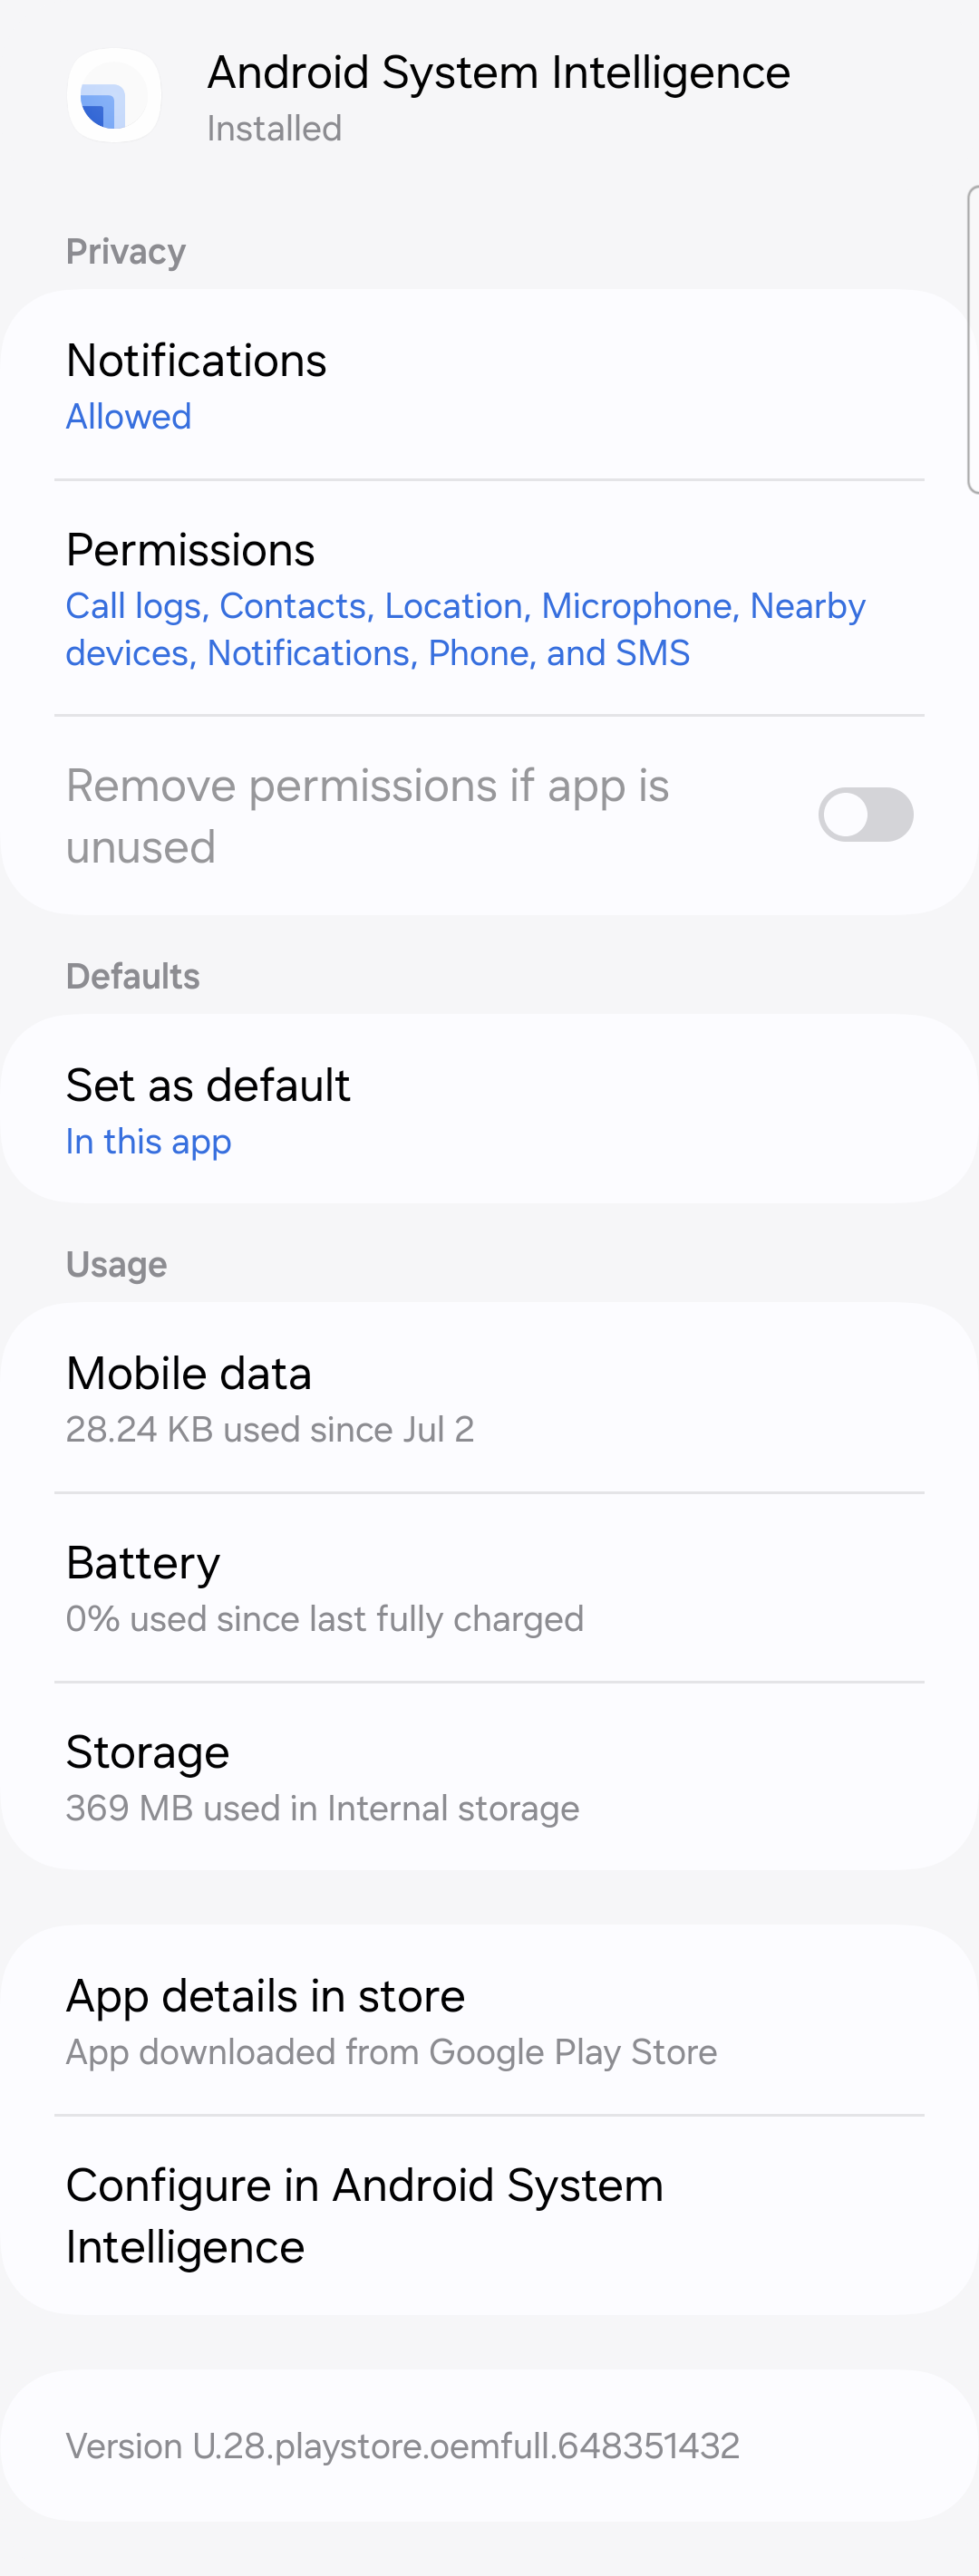 Android System Intelligence
Installed
Privacy
Notifications
Allowed
Permissions
Call logs, Contacts, Location, Microphone, Nearby
devices, Notifications, Phone, and SMS
Remove permissions if app is
unused
Defaults
Set as default
In this app
Usage
Mobile data
28.24 KB used since Jul 2
Battery
0% used since last fully charged
Storage
369 MB used in Internal storage
App details in store
App downloaded from Google Play Store
Configure in Android System
Intelligence
Version U.28.playstore.oemfull.648351432